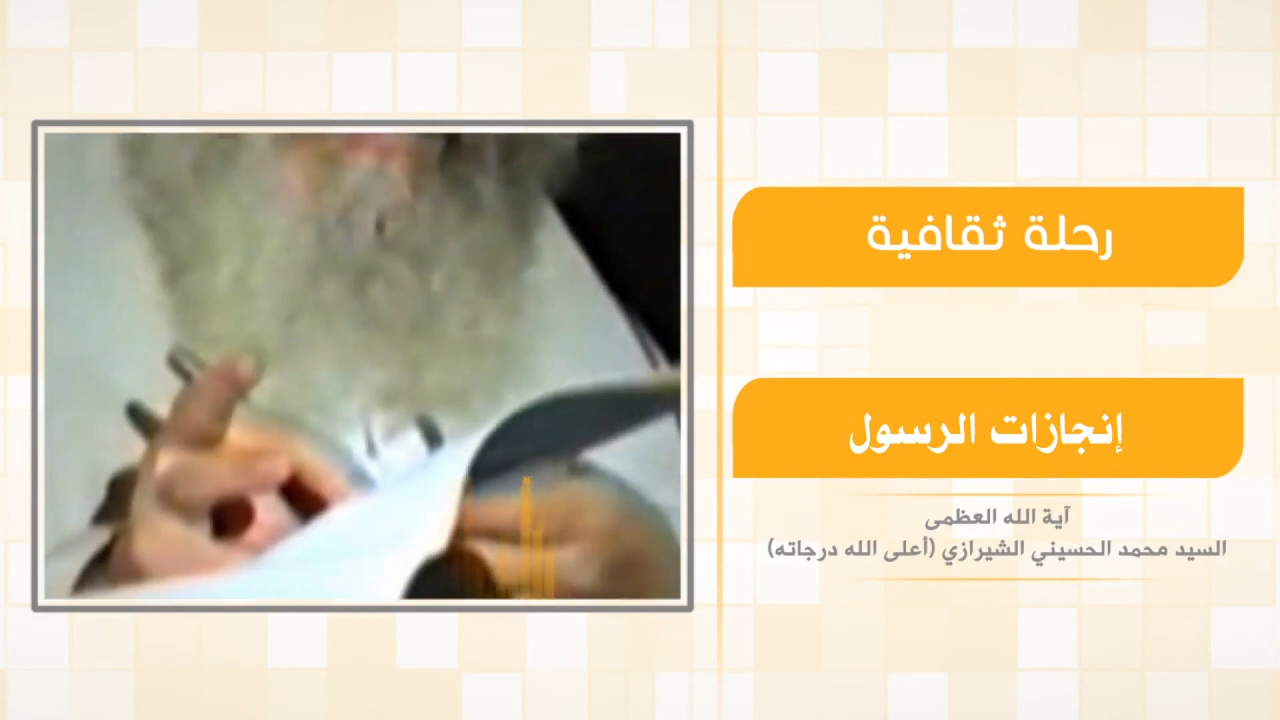 رحلة ثقافية
إنجازات الرسول
آية الله العظمى
السيد محمد الحسيني الشيرازي (أعلى الله درجاته)